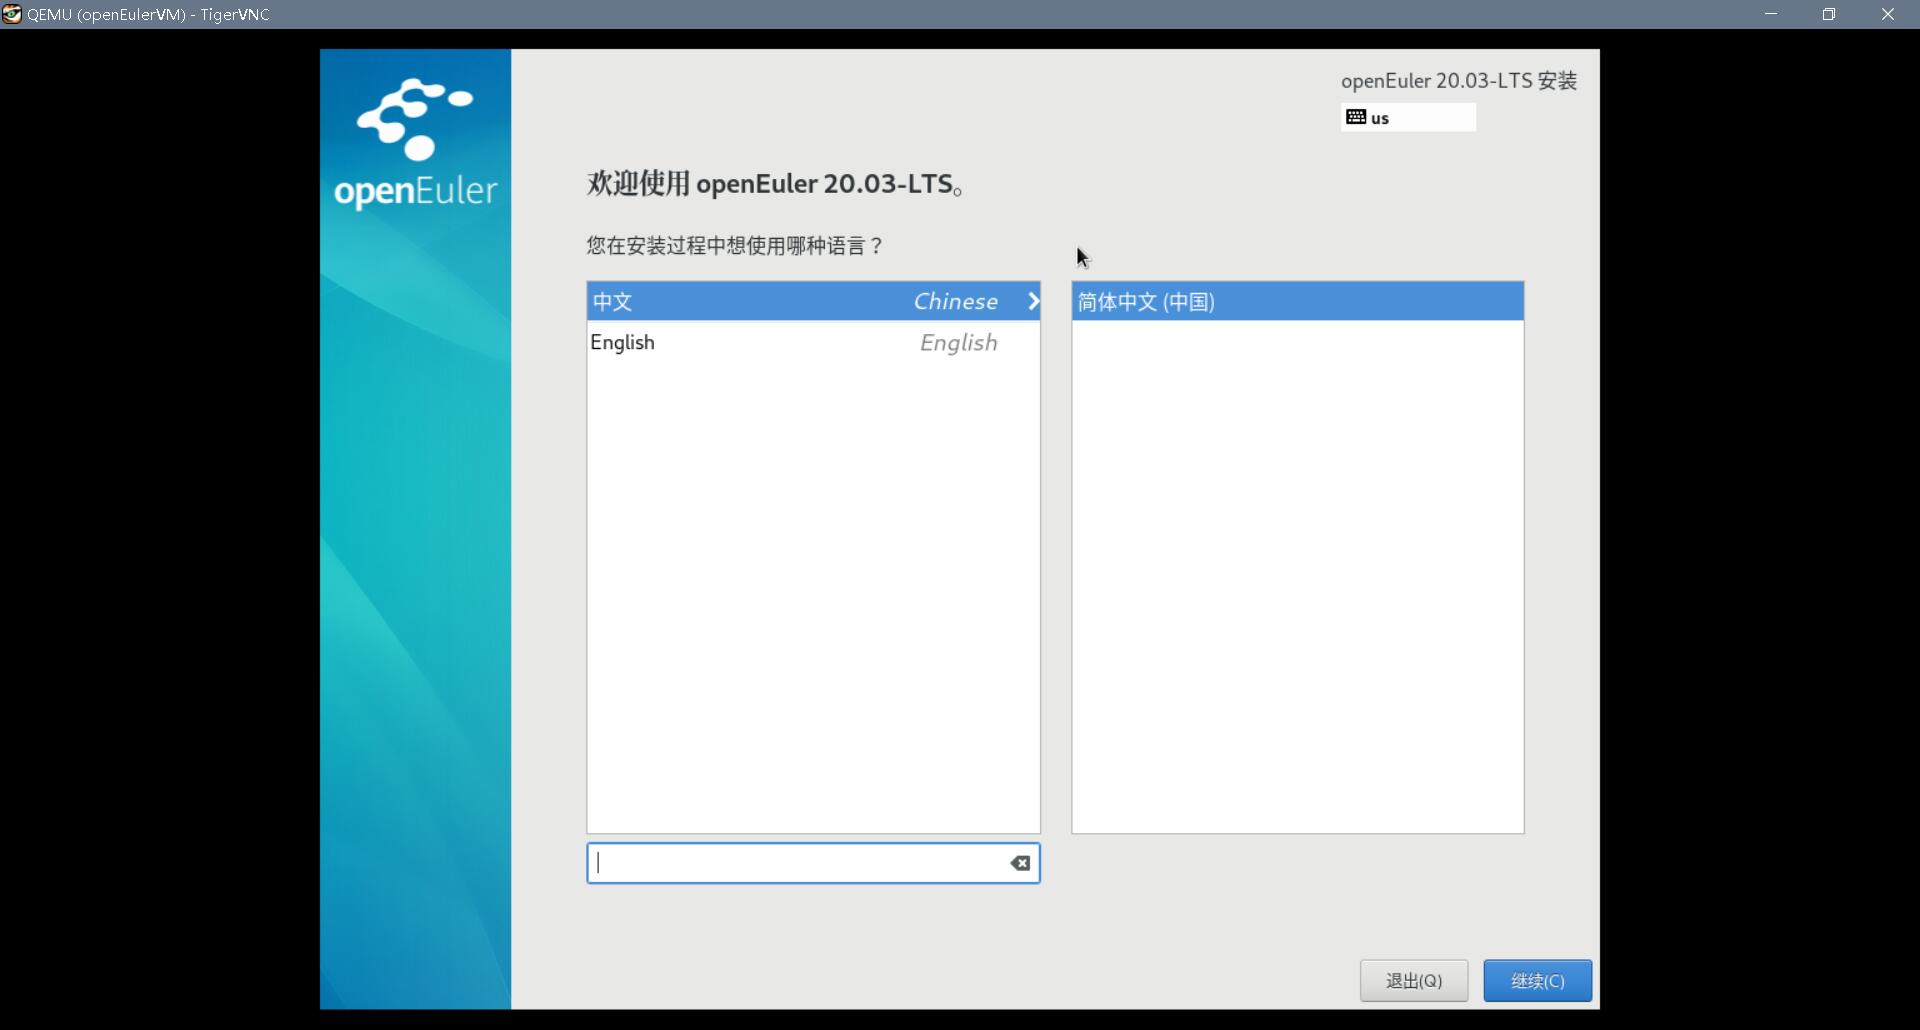 QEMU (openEulerVM) - TigerVNC
openEuler
openEuler 20.03-LTS 安装
us
欢迎使用 openEuler 20.03-LTS。
您在安装过程中想使用哪种语言？
中文 Chinese
English English
简体中文 (中国)
退出(Q) 继续(C)